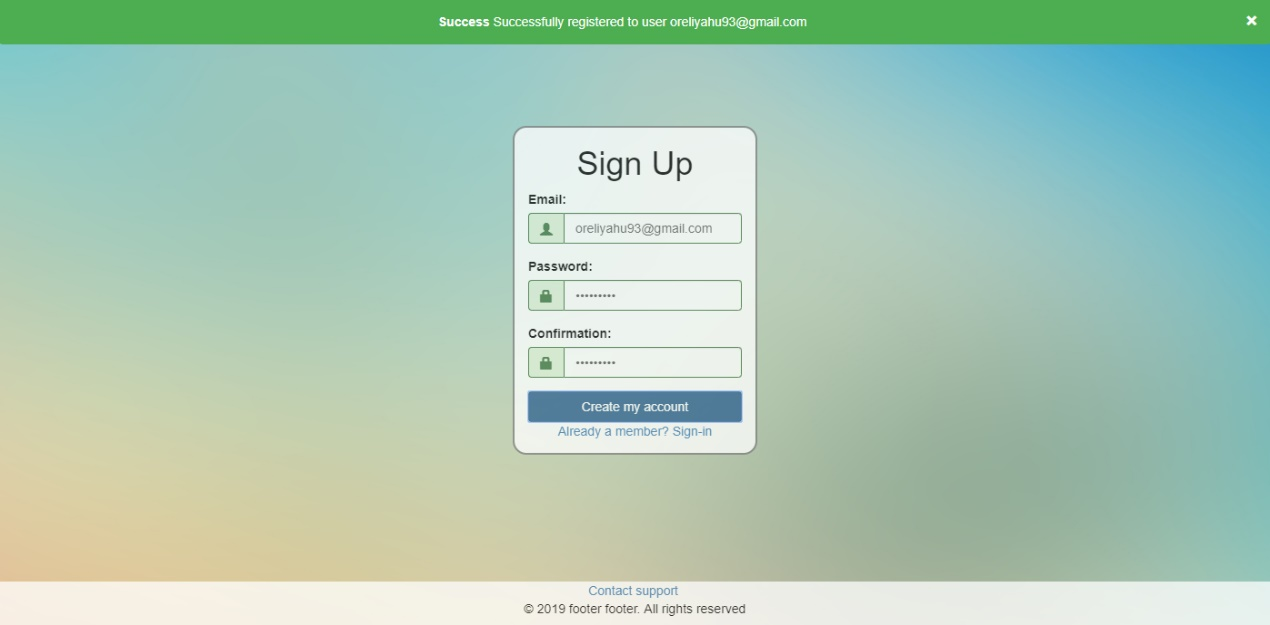 Success Successfully registered to user oreliyahu93@gmail.com
Sign Up
Email:
oreliyahu93@gmail.com
Password:
•••••••••
Confirmation:
•••••••••
Create my account
Already a member? Sign-in
Contact support
© 2019 footer footer. All rights reserved